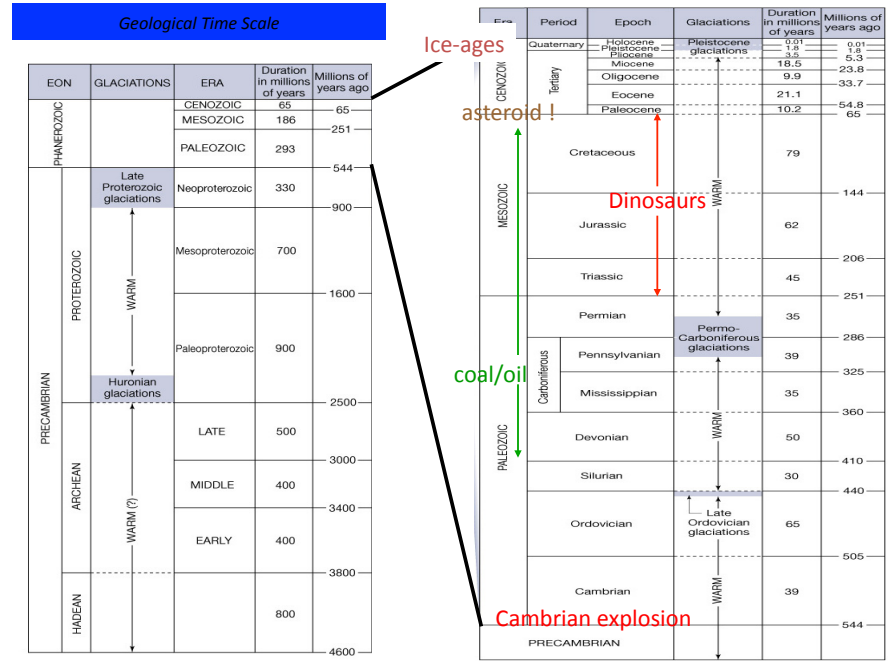 Geological Time Scale
EON GLACIATIONS ERA Duration in millions of years Millions of years ago
PHANEROZOIC
CENOZOIC 65
65
MESOZOIC 186
251
PALEOZOIC 293
544
PRECAMBRIAN
PROTEROZOIC
Late
Proterozoic
glaciations
Neoproterozoic 330
900
WARM
Mesoproterozoic 700
1600
Paleoproterozoic 900
Huronian
glaciations
2500
ARCHEAN
WARM (?)
LATE 500
3000
MIDDLE 400
3400
EARLY 400
3800
HADEAN
800
4600
Ice-ages
asteroid !
coal/oil
Dinosaurs
Cambrian explosion
Era Period Epoch Glaciations Duration in millions of years Millions of years ago
CENOZOIC
Quaternary
Holocene 0.01
0.01
Pleistocene 1.8
1.8
Pleistocene
glaciations
Tertiary
Pliocene 3.5
5.3
Miocene 18.5
23.8
Oligocene 9.9
33.7
Eocene 21.1
54.8
Paleocene 10.2
65
MESOZOIC
WARM
Cretaceous 79
144
Jurassic 62
206
Triassic 45
251
PALEOZOIC
Permian 35
286
Permo-
Carboniferous
glaciations
Carboniferous
Pennsylvanian 39
325
Mississippian 35
360
WARM
Devonian 50
410
Silurian 30
440
Late
Ordovician
glaciations
Ordovician 65
505
Cambrian 39
WARM
544
PRECAMBRIAN